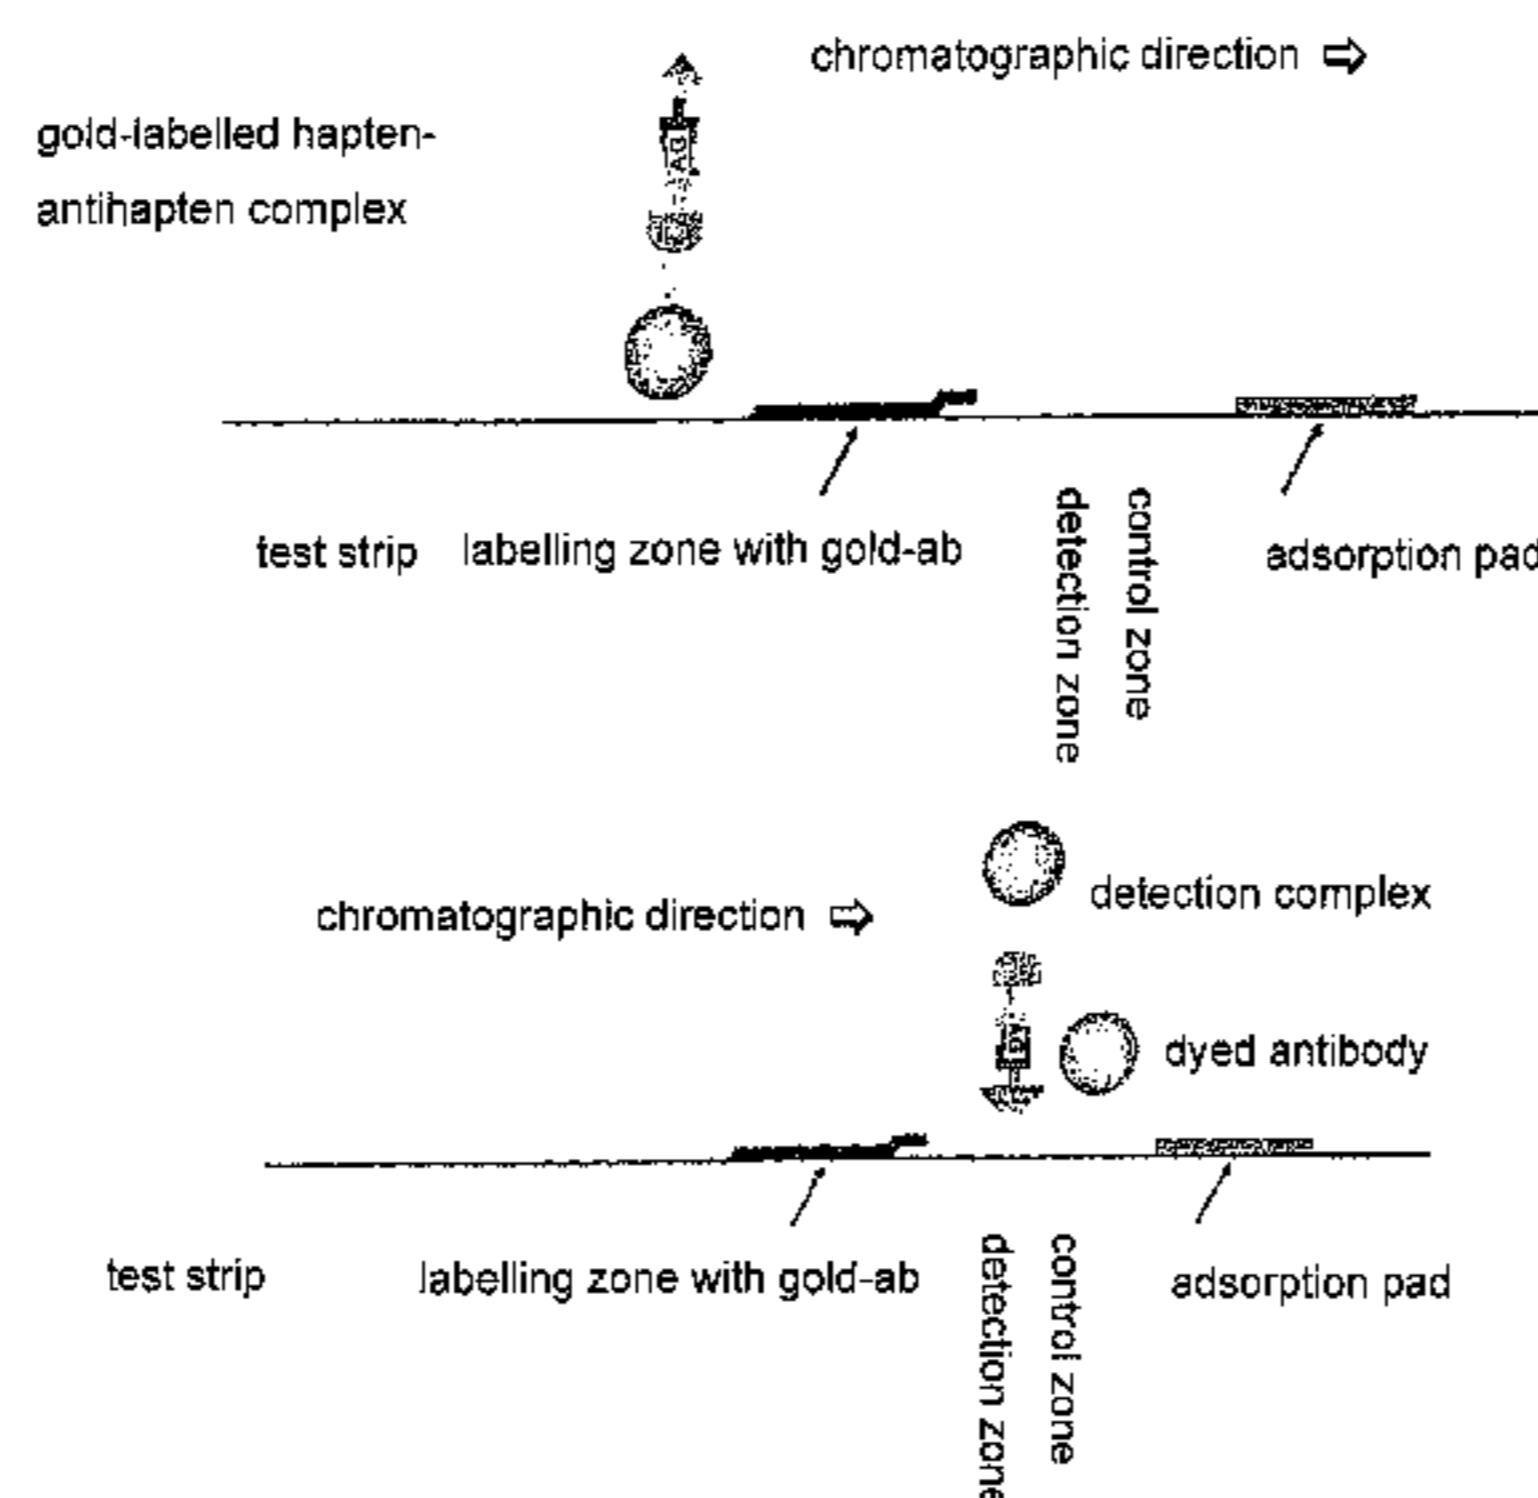 chromatographic direction ⇨
gold-labelled hapten-
antihapten complex
AG
test strip
labelling zone with gold-ab
detection zone
control zone
adsorption pad
chromatographic direction ⇨
detection complex
AG
dyed antibody
test strip
labelling zone with gold-ab
detection zone
control zone
adsorption pad